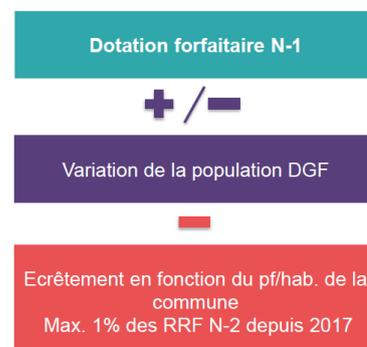 Dotation forfaitaire N-1
+ / -
Variation de la population DGF
-
Ecrêtement en fonction du pf/hab. de la
commune
Max. 1% des RRF N-2 depuis 2017